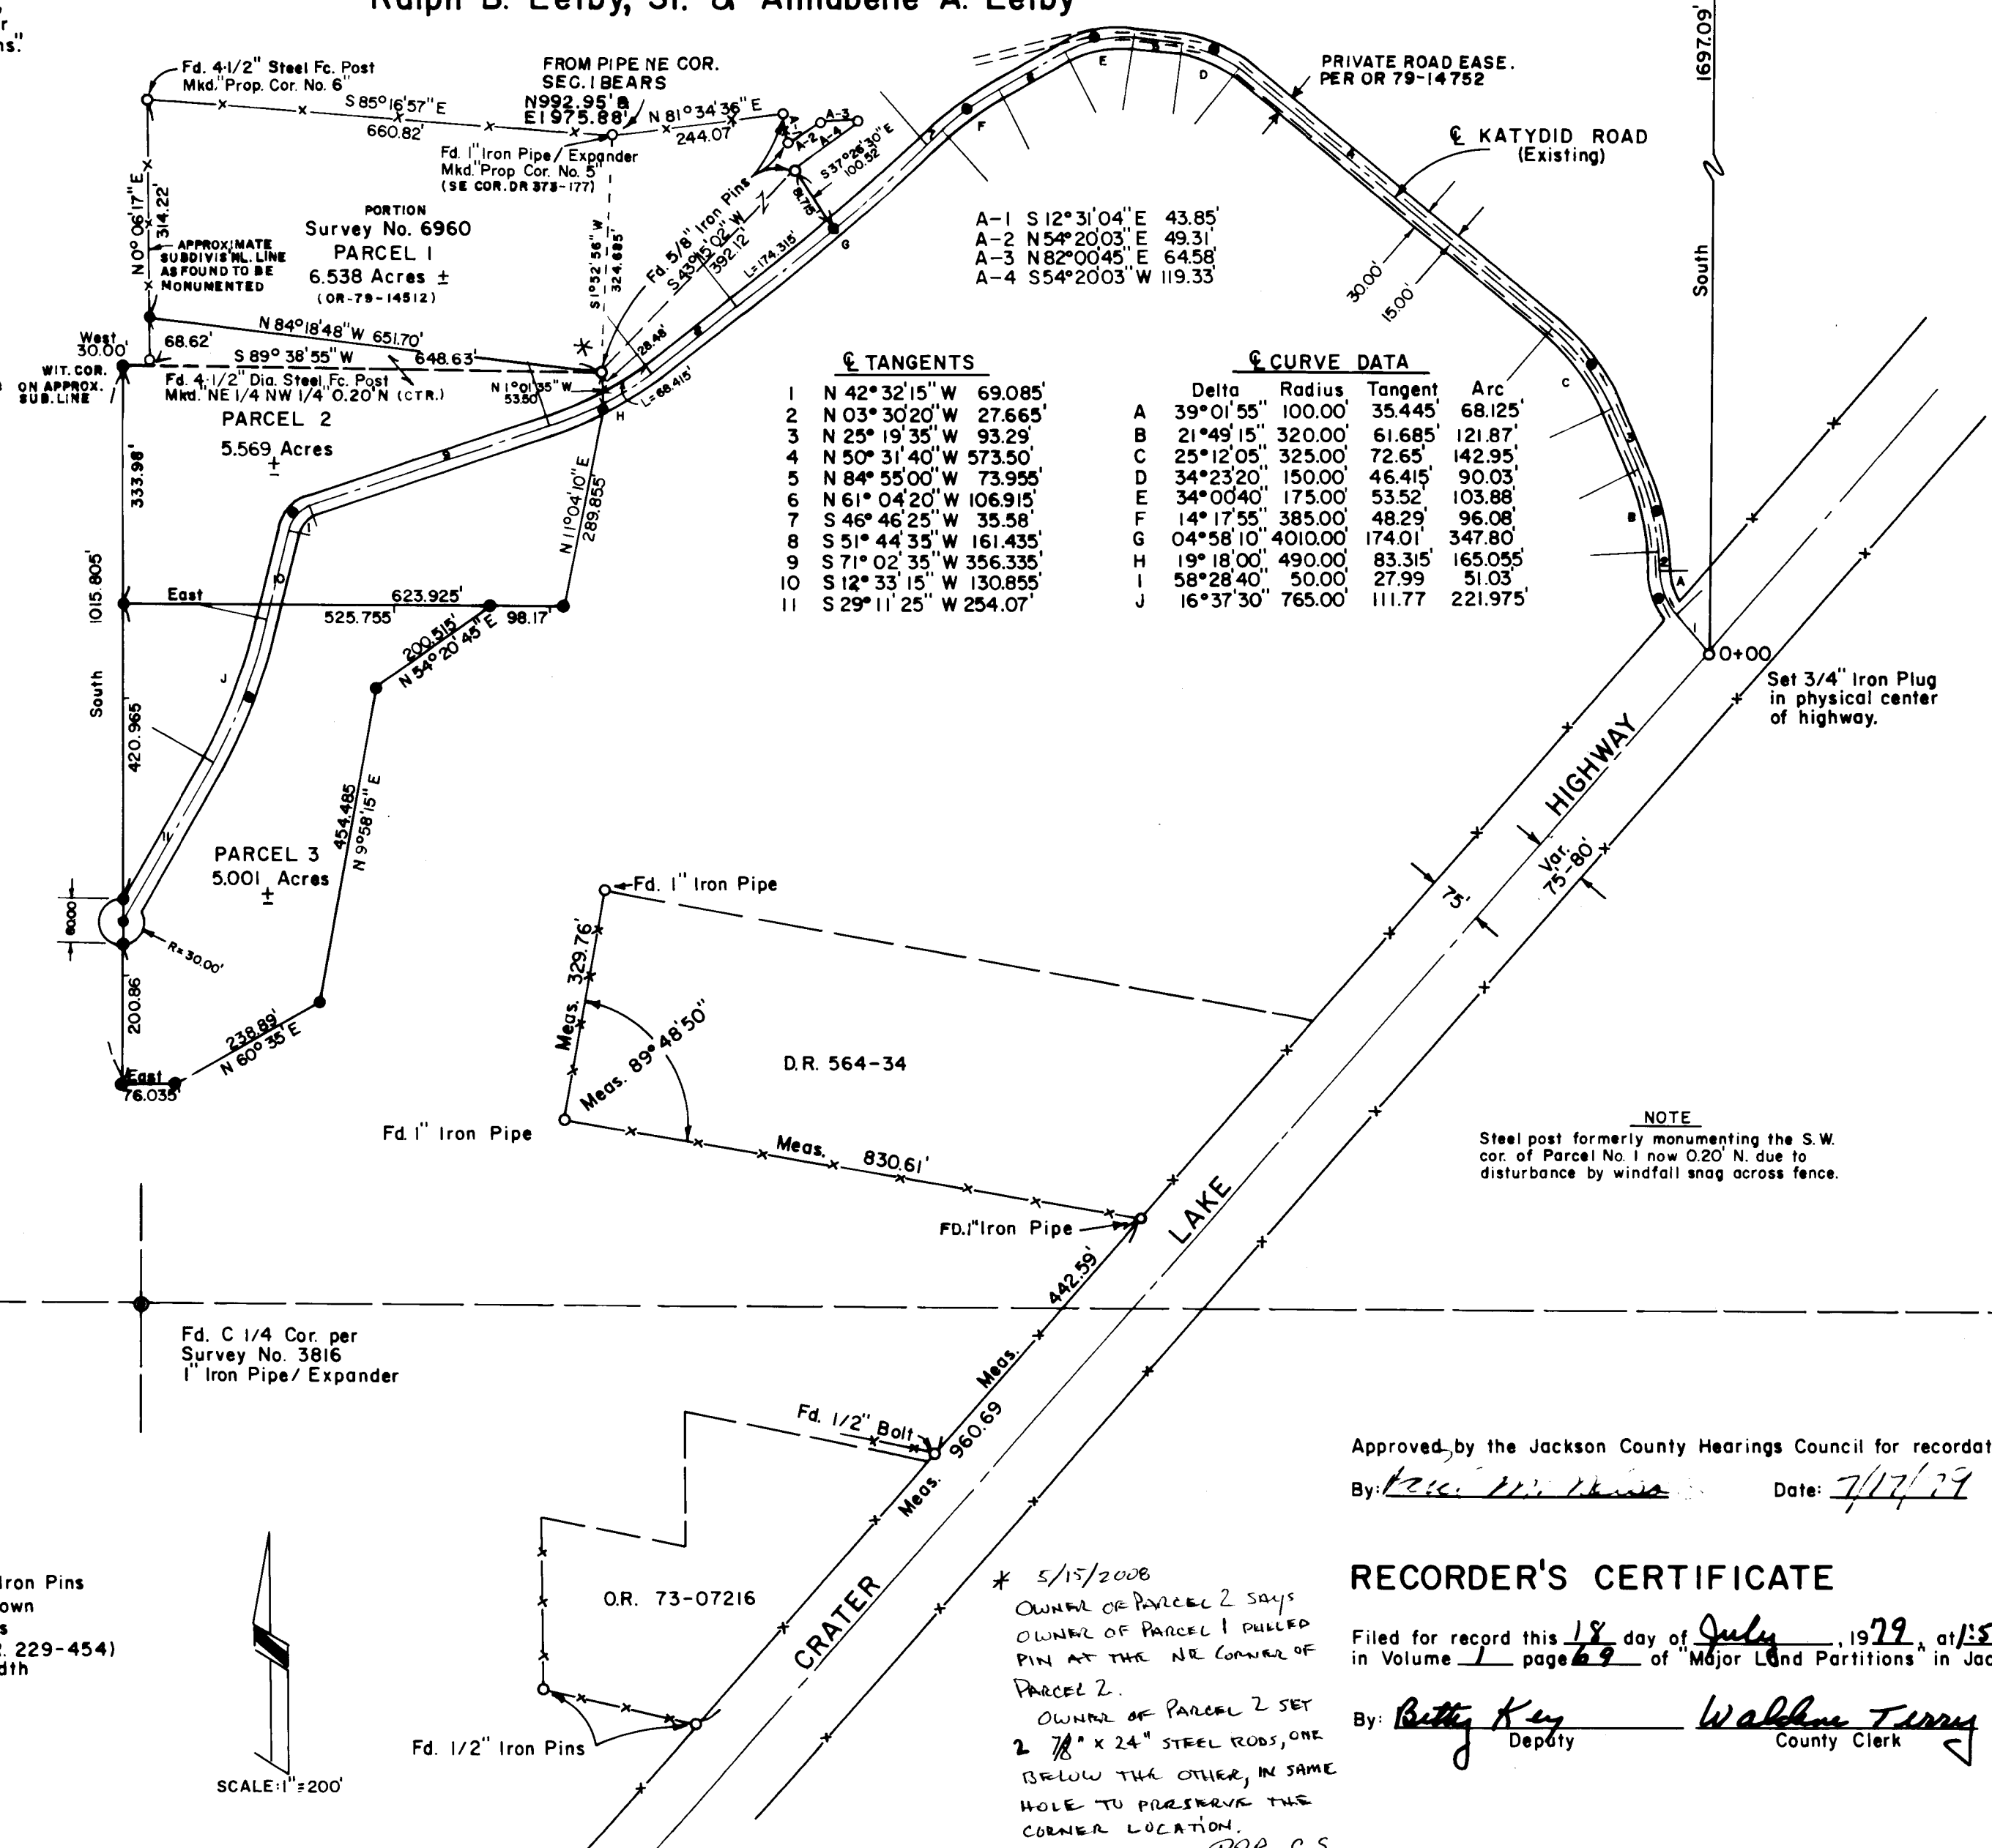 Ralph B. Eelby, Sr. & Annabelle A. Eelby
r
ns."
Fd. 4-1/2" Steel Fc. Post
Mkd."Prop. Cor. No. 6"
S 85°16'57" E
660.82'
FROM PIPE NE COR.
SEC. 1 BEARS
N992.95' &
E1975.88'
N 81°34'36" E
244.07'
Fd. 1" Iron Pipe/ Expander
Mkd."Prop Cor. No. 5"
(SE COR. DR 373-177)
N 0°06'17" E
314.22'
APPROXIMATE
SUBDIVIS'NL. LINE
AS FOUND TO BE
MONUMENTED
PORTION
Survey No. 6960
PARCEL 1
6.538 Acres ±
(OR-79-14512)
S 1°52'56" W
324.685'
Fd. 5/8" Iron Pins
S 43°15'02" W
392.12'
A-1
A-2
A-3
A-4
S 37°26'30" E
100.52'
81.715'
L=174.315'
28.48'
L=68.415'
N 84°18'48" W 651.70'
West
30.00'
68.62'
S 89° 38'55" W
648.63'
WIT. COR.
ON APPROX.
SUB. LINE
Fd. 4-1/2" Dia. Steel Fc. Post
Mkd."NE 1/4 NW 1/4" 0.20' N (CTR.)
N 1°01'35" W
53.50'
PARCEL 2
5.569 Acres
±
333.98'
1015.805'
South
420.965'
200.86'
60.00
R=30.00'
East
623.925'
525.755'
98.17'
N 11°04'10" E
289.855'
200.515'
N 54° 20' 45" E
454.485
N 9°58'15" E
PARCEL 3
5.001 Acres
±
238.89'
N 60° 35' E
East
76.035'
A-1 S 12°31'04" E 43.85'
A-2 N 54°20'03" E 49.31'
A-3 N 82°00'45" E 64.58'
A-4 S 54°20'03 W 119.33'
PRIVATE ROAD EASE.
PER OR 79-14752
℄ KATYDID ROAD
(Existing)
30.00'
15.00'
1697.09'
South
℄ TANGENTS
1 N 42° 32'15" W 69.085'
2 N 03° 30'20" W 27.665'
3 N 25° 19'35" W 93.29'
4 N 50° 31'40" W 573.50'
5 N 84° 55'00" W 73.955'
6 N 61° 04'20" W 106.915'
7 S 46° 46'25" W 35.58'
8 S 51° 44'35" W 161.435'
9 S 71° 02'35" W 356.335'
10 S 12° 33'15" W 130.855'
11 S 29° 11'25" W 254.07'
℄ CURVE DATA
Delta Radius Tangent Arc
A 39°01'55" 100.00' 35.445' 68.125'
B 21°49'15" 320.00' 61.685' 121.87'
C 25°12'05" 325.00' 72.65' 142.95'
D 34°23'20" 150.00' 46.415' 90.03'
E 34°00'40" 175.00' 53.52' 103.88'
F 14°17'55" 385.00' 48.29' 96.08'
G 04°58'10" 4010.00' 174.01' 347.80'
H 19°18'00" 490.00' 83.315' 165.055'
I 58°28'40" 50.00' 27.99 51.03'
J 16°37'30" 765.00' 111.77 221.975'
0+00
Set 3/4" Iron Plug
in physical center
of highway.
CRATER LAKE HIGHWAY
75'
Var.
75'-80'
Fd. 1" Iron Pipe
Meas. 329.76'
Meas. 89° 48' 50"
D.R. 564-34
Fd. 1" Iron Pipe
Meas. 830.61'
FD. 1" Iron Pipe
442.59'
Meas.
NOTE
Steel post formerly monumenting the S.W.
cor. of Parcel No. 1 now 0.20' N. due to
disturbance by windfall snag across fence.
Fd. C 1/4 Cor. per
Survey No. 3816
1" Iron Pipe/ Expander
Fd. 1/2" Bolt
Meas. 960.69
O.R. 73-07216
Fd. 1/2" Iron Pins
SCALE: 1" = 200'
Iron Pins
own
s
. 229-454)
dth
* 5/15/2008
OWNER OF PARCEL 2 SAYS
OWNER OF PARCEL 1 PULLED
PIN AT THE NE CORNER OF
PARCEL 2.
OWNER OF PARCEL 2 SET
2 7/8" x 24" STEEL RODS, ONE
BELOW THE OTHER, IN SAME
HOLE TO PRESERVE THE
CORNER LOCATION.
Approved by the Jackson County Hearings Council for recordat
By: Date: 7/17/79
RECORDER'S CERTIFICATE
Filed for record this 18 day of July, 1979, at 1:5
in Volume 1 page 69 of "Major Land Partitions" in Jac
By: Betty Key Waldene Terry
Deputy County Clerk